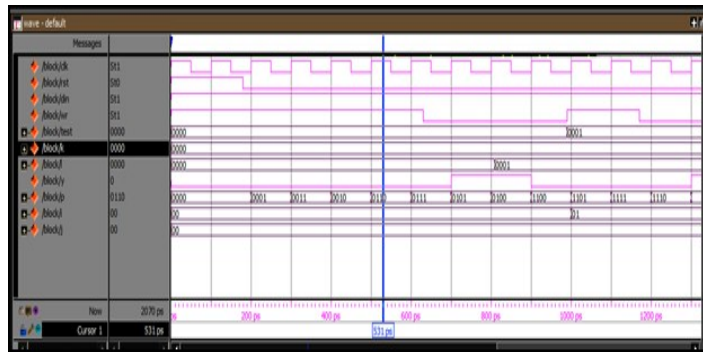 wave - default
Messages
/block/clk St1
/block/rst St0
/block/din St1
/block/wr St1
/block/test 0000 0000 0001
/block/k 0000 0000
/block/f 0000 0000 0001
/block/y 0
/block/p 0110 0000 0001 0011 0010 0110 0111 0101 0100 1100 1101 1111 1110
/block/i 00 00 01
/block/j 00 00
Now 2070 ps ps 200 ps 400 ps 600 ps 800 ps 1000 ps 1200 ps
Cursor 1 531 ps 531 ps